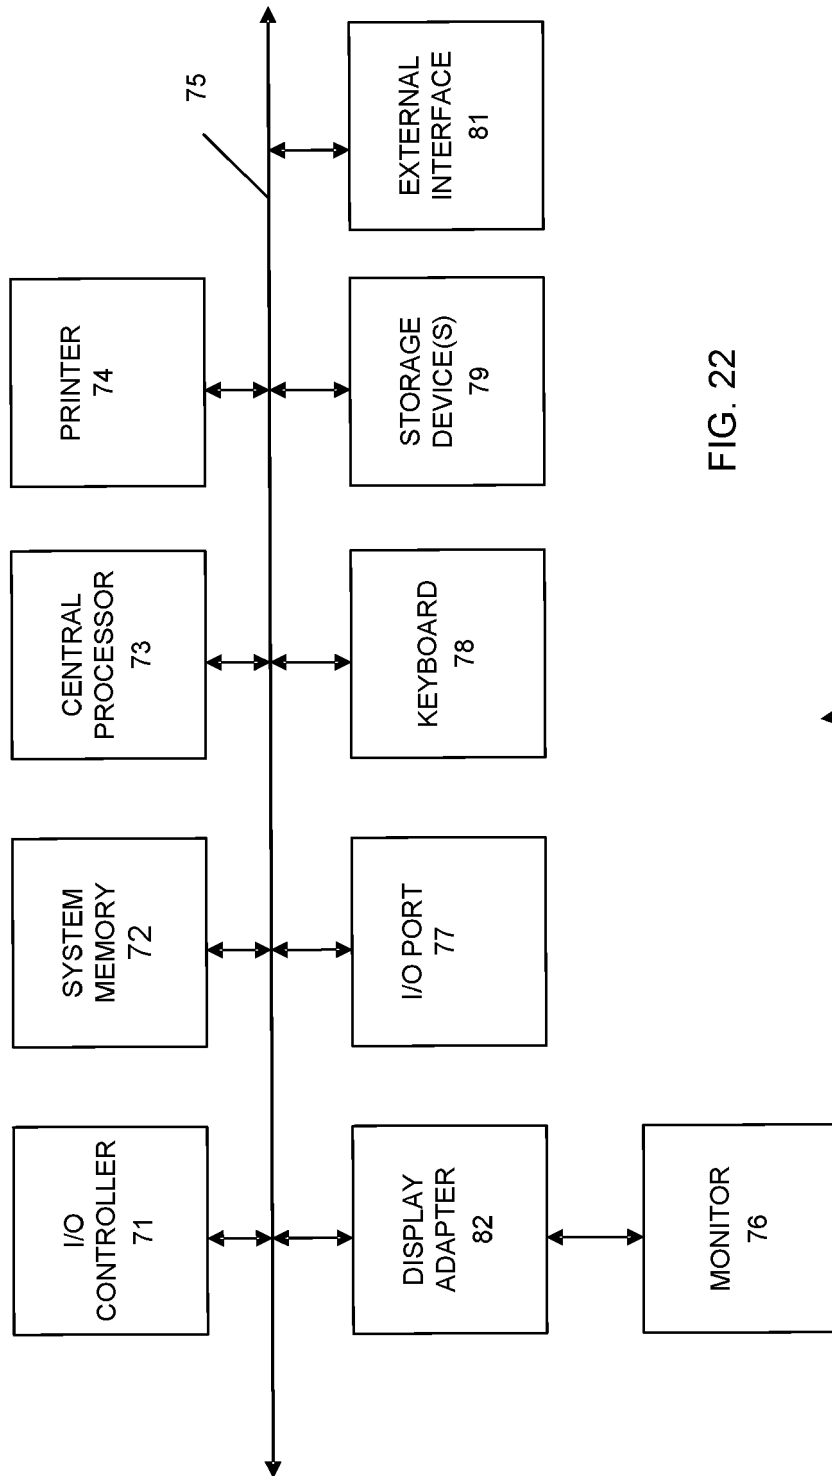 I/O
CONTROLLER
71
SYSTEM
MEMORY
72
CENTRAL
PROCESSOR
73
PRINTER
74
75
DISPLAY
ADAPTER
82
I/O PORT
77
KEYBOARD
78
STORAGE
DEVICE(S)
79
EXTERNAL
INTERFACE
81
MONITOR
76
FIG. 22